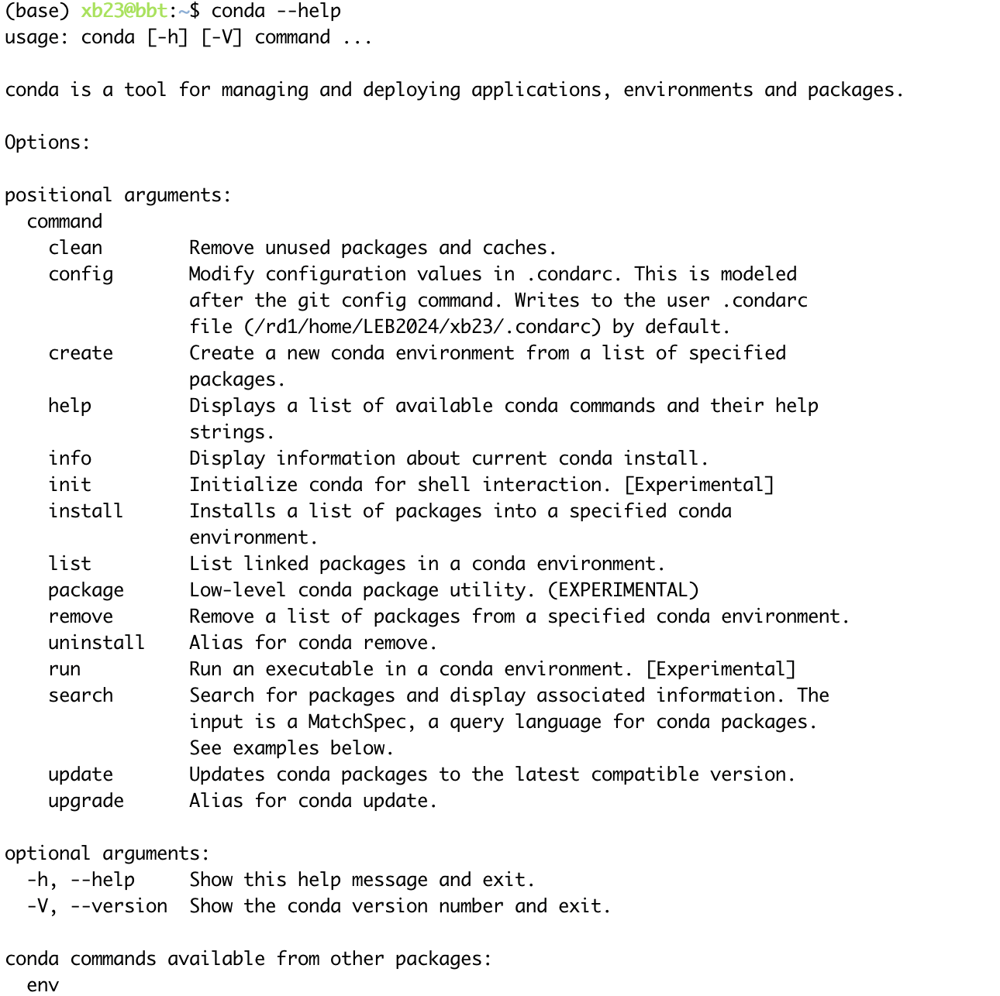 (base) xb23@bbt:~$ conda --help
usage: conda [-h] [-V] command ...

conda is a tool for managing and deploying applications, environments and packages.

Options:

positional arguments:
  command
    clean        Remove unused packages and caches.
    config       Modify configuration values in .condarc. This is modeled
                 after the git config command. Writes to the user .condarc
                 file (/rd1/home/LEB2024/xb23/.condarc) by default.
    create       Create a new conda environment from a list of specified
                 packages.
    help         Displays a list of available conda commands and their help
                 strings.
    info         Display information about current conda install.
    init         Initialize conda for shell interaction. [Experimental]
    install      Installs a list of packages into a specified conda
                 environment.
    list         List linked packages in a conda environment.
    package      Low-level conda package utility. (EXPERIMENTAL)
    remove       Remove a list of packages from a specified conda environment.
    uninstall    Alias for conda remove.
    run          Run an executable in a conda environment. [Experimental]
    search       Search for packages and display associated information. The
                 input is a MatchSpec, a query language for conda packages.
                 See examples below.
    update       Updates conda packages to the latest compatible version.
    upgrade      Alias for conda update.

optional arguments:
  -h, --help     Show this help message and exit.
  -V, --version  Show the conda version number and exit.

conda commands available from other packages:
  env